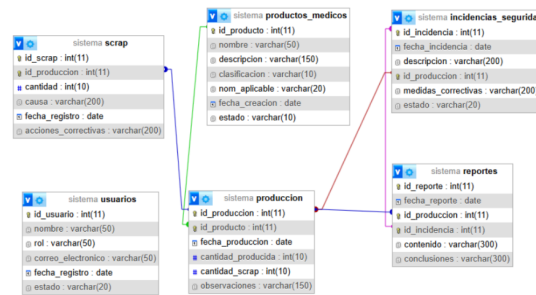 sistema scrap
id_scrap : int(11)
id_produccion : int(11)
cantidad : int(10)
causa : varchar(200)
fecha_registro : date
acciones_correctivas : varchar(200)
sistema productos_medicos
id_producto : int(11)
nombre : varchar(50)
descripcion : varchar(150)
clasificacion : varchar(10)
nom_aplicable : varchar(20)
fecha_creacion : date
estado : varchar(10)
sistema incidencias_segurida
id_incidencia : int(11)
fecha_incidencia : date
descripcion : varchar(200)
id_produccion : int(11)
medidas_correctivas : varchar(200)
estado : varchar(20)
sistema usuarios
id_usuario : int(11)
nombre : varchar(50)
rol : varchar(50)
correo_electronico : varchar(50)
fecha_registro : date
estado : varchar(20)
sistema produccion
id_produccion : int(11)
id_producto : int(11)
fecha_produccion : date
cantidad_producida : int(10)
cantidad_scrap : int(10)
observaciones : varchar(150)
sistema reportes
id_reporte : int(11)
fecha_reporte : date
id_produccion : int(11)
id_incidencia : int(11)
contenido : varchar(300)
conclusiones : varchar(300)